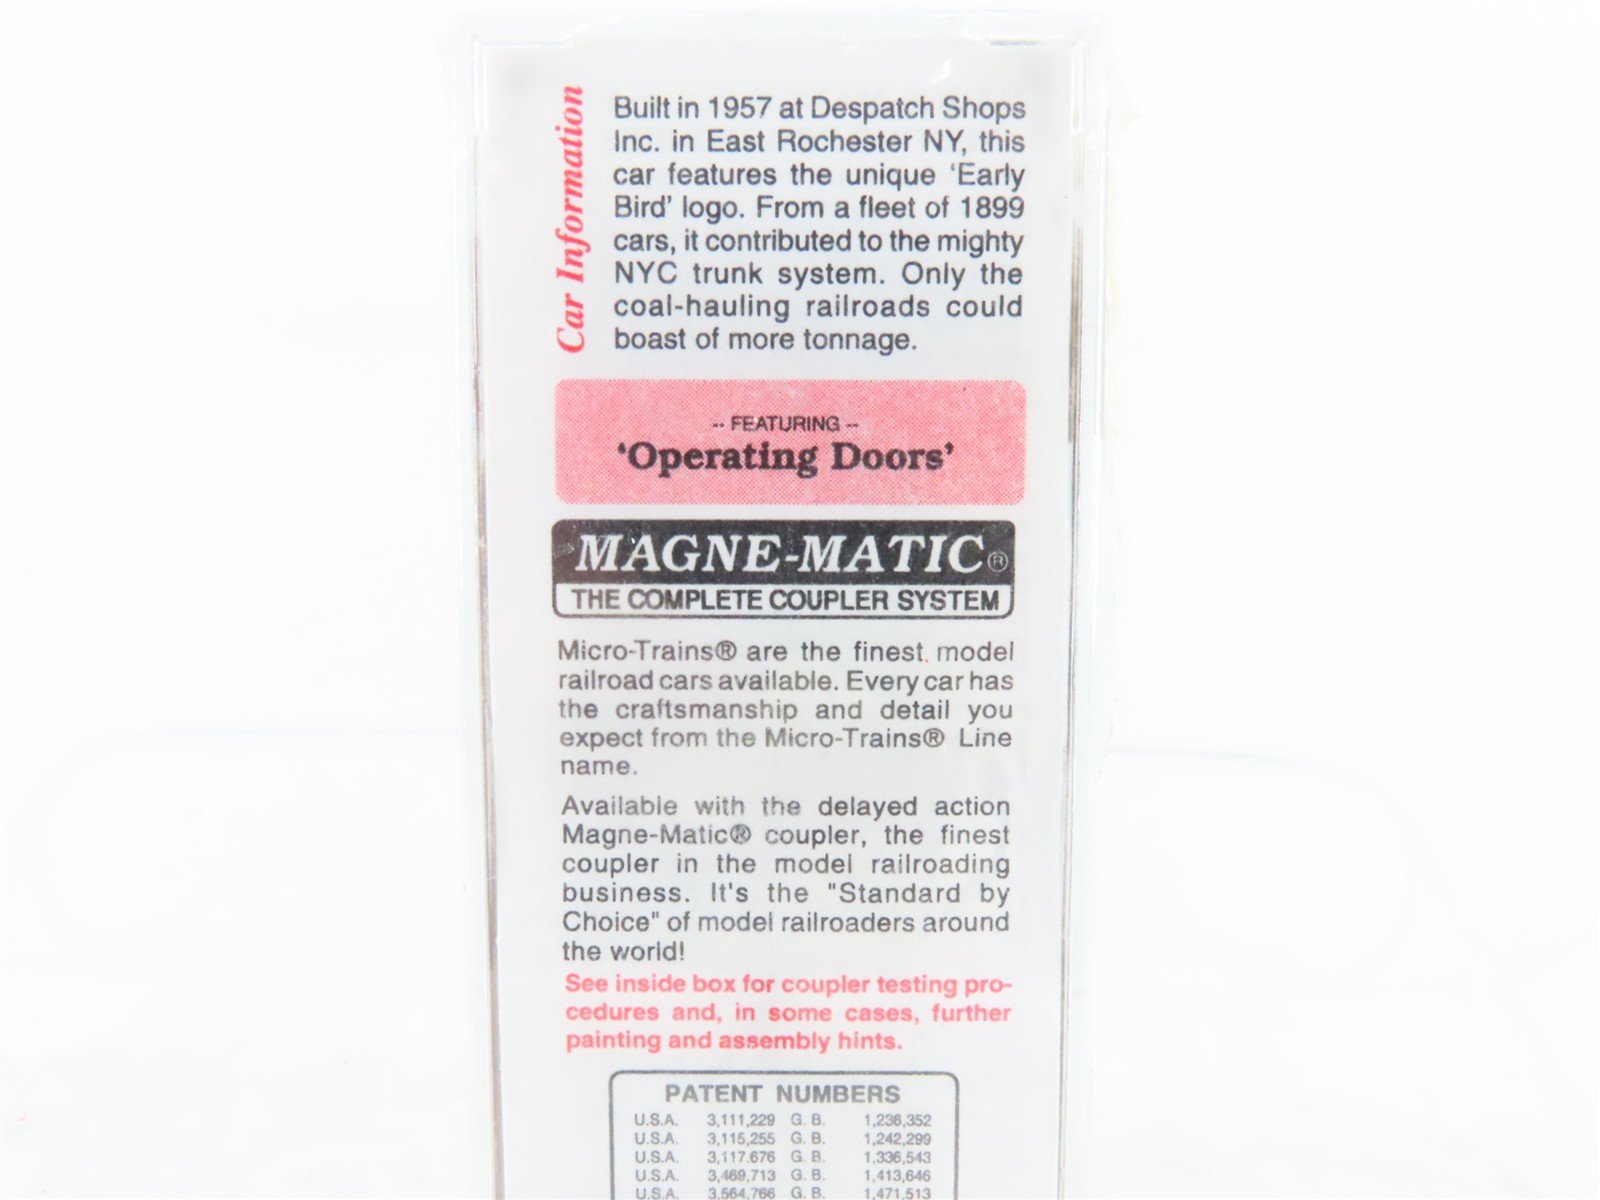 Car Information
Built in 1957 at Despatch Shops
Inc. in East Rochester NY, this
car features the unique ‘Early
Bird’ logo. From a fleet of 1899
cars, it contributed to the mighty
NYC trunk system. Only the
coal-hauling railroads could
boast of more tonnage.
-- FEATURING --
‘Operating Doors’
MAGNE-MATIC®
THE COMPLETE COUPLER SYSTEM
Micro-Trains® are the finest model
railroad cars available. Every car has
the craftsmanship and detail you
expect from the Micro-Trains® Line
name.
Available with the delayed action
Magne-Matic® coupler, the finest
coupler in the model railroading
business. It's the "Standard by
Choice" of model railroaders around
the world!
See inside box for coupler testing pro-
cedures and, in some cases, further
painting and assembly hints.
PATENT NUMBERS
U.S.A. 3,111,229 G. B. 1,236,352
U.S.A. 3,115,255 G. B. 1,242,299
U.S.A. 3,117.676 G. B. 1,336,543
U.S.A. 3,469,713 G. B. 1,413,646
U.S.A. 3,564,766 G. B. 1,471,513